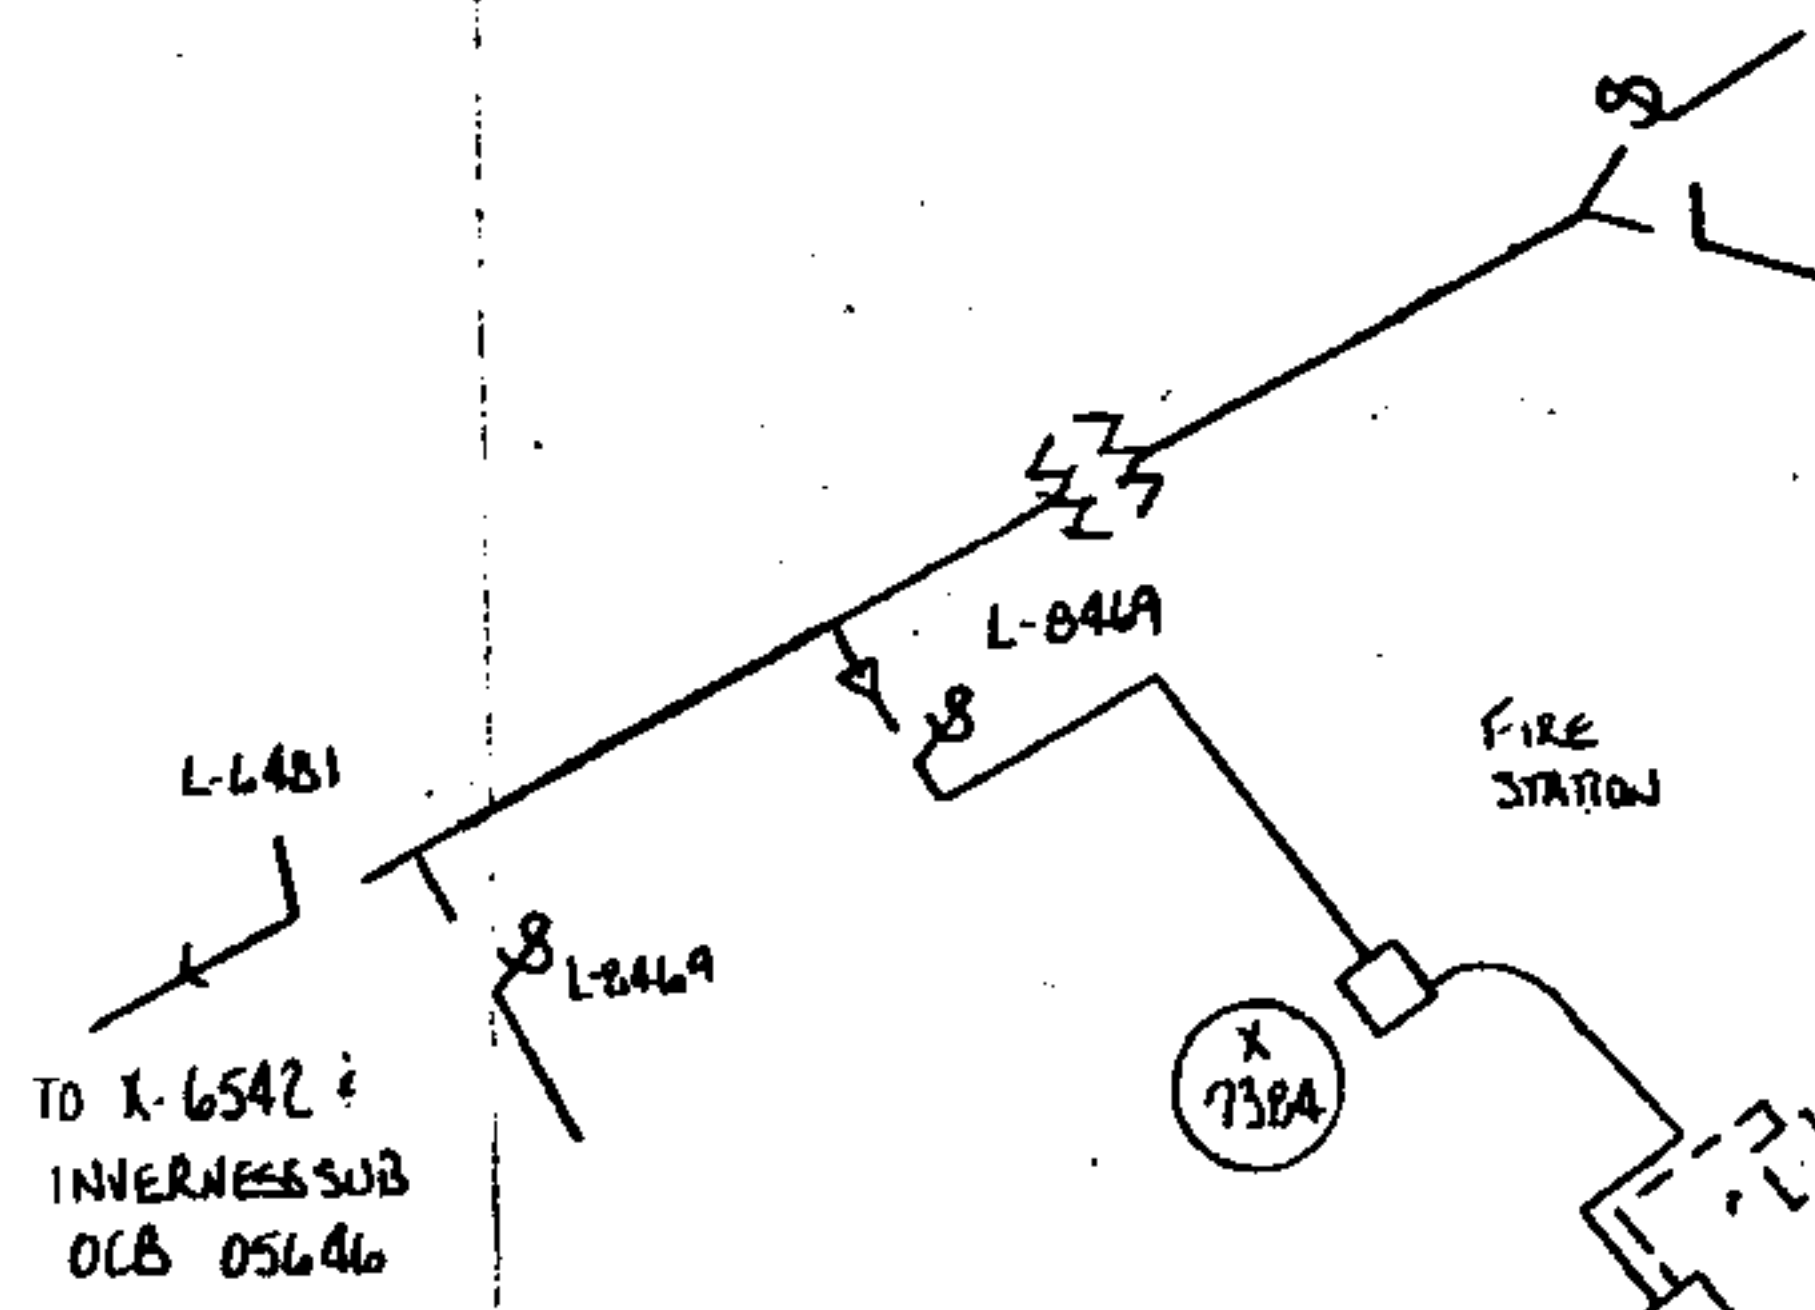 L-8469
FIRE
STATION
L-6481
L-8469
X
7384
TO X-6542 &
INVERNESS SUB
OCB 05646